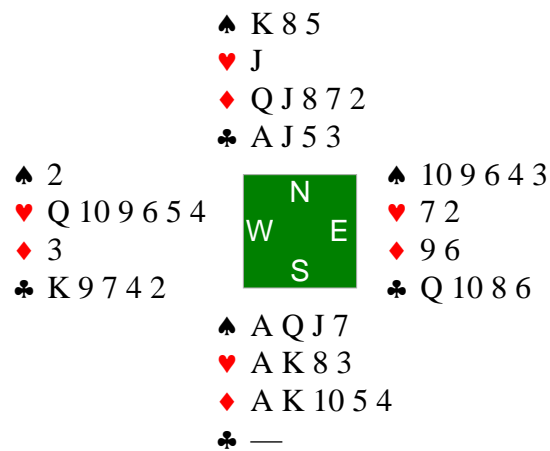 ♠ K 8 5
♥ J
♦ Q J 8 7 2
♣ A J 5 3
♠ 2
♥ Q 10 9 6 5 4
♦ 3
♣ K 9 7 4 2
N
W E
S
♠ 10 9 6 4 3
♥ 7 2
♦ 9 6
♣ Q 10 8 6
♠ A Q J 7
♥ A K 8 3
♦ A K 10 5 4
♣ —